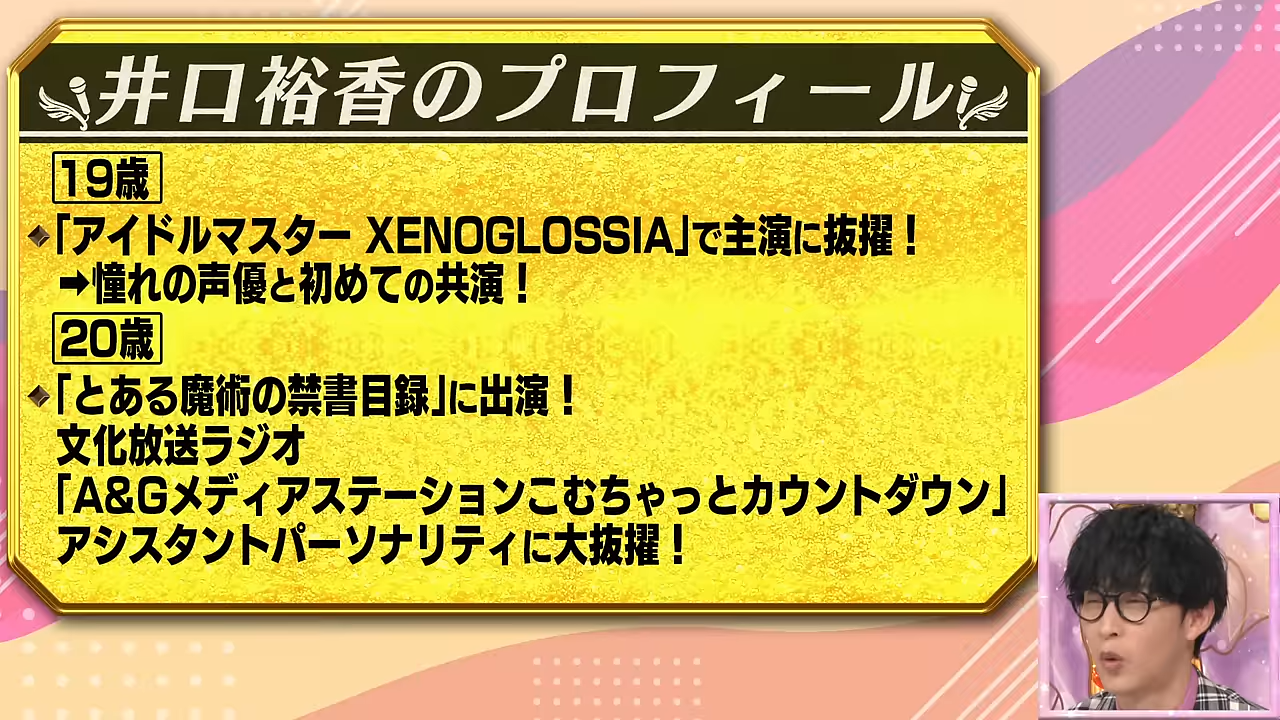 井口裕香のプロフィール
19歳
「アイドルマスター XENOGLOSSIA」で主演に抜擢！
➡憧れの声優と初めての共演！
20歳
「とある魔術の禁書目録」に出演！
文化放送ラジオ
「A&Gメディアステーションこむちゃっとカウントダウン」
アシスタントパーソナリティに大抜擢！